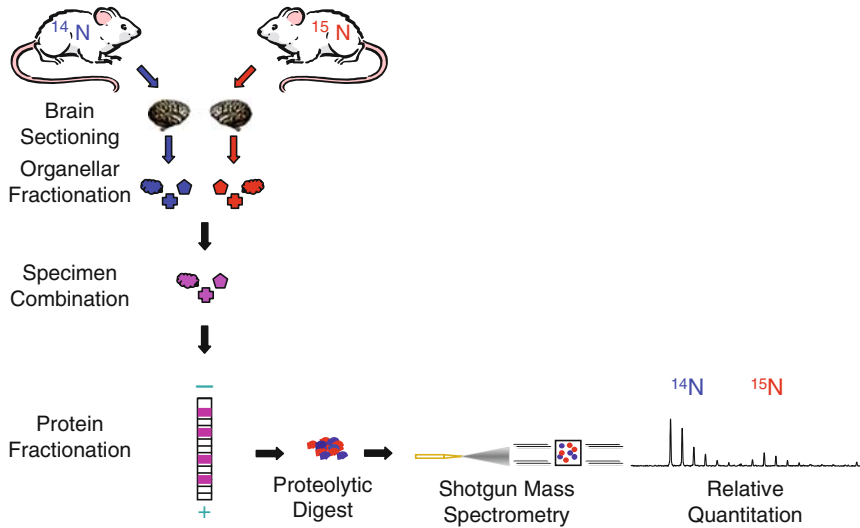 ¹⁴N
¹⁵N
Brain
Sectioning
Organellar
Fractionation
Specimen
Combination
Protein
Fractionation
−
+
Proteolytic
Digest
Shotgun Mass
Spectrometry
¹⁴N
¹⁵N
Relative
Quantitation